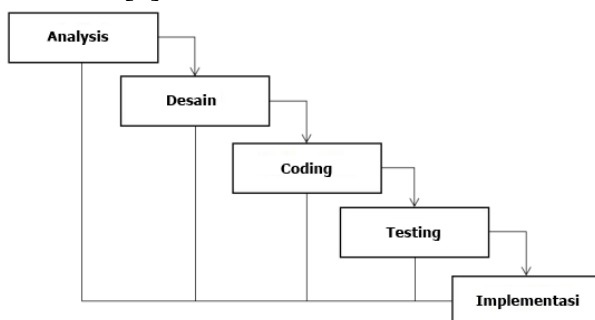 Analysis
Desain
Coding
Testing
Implementasi